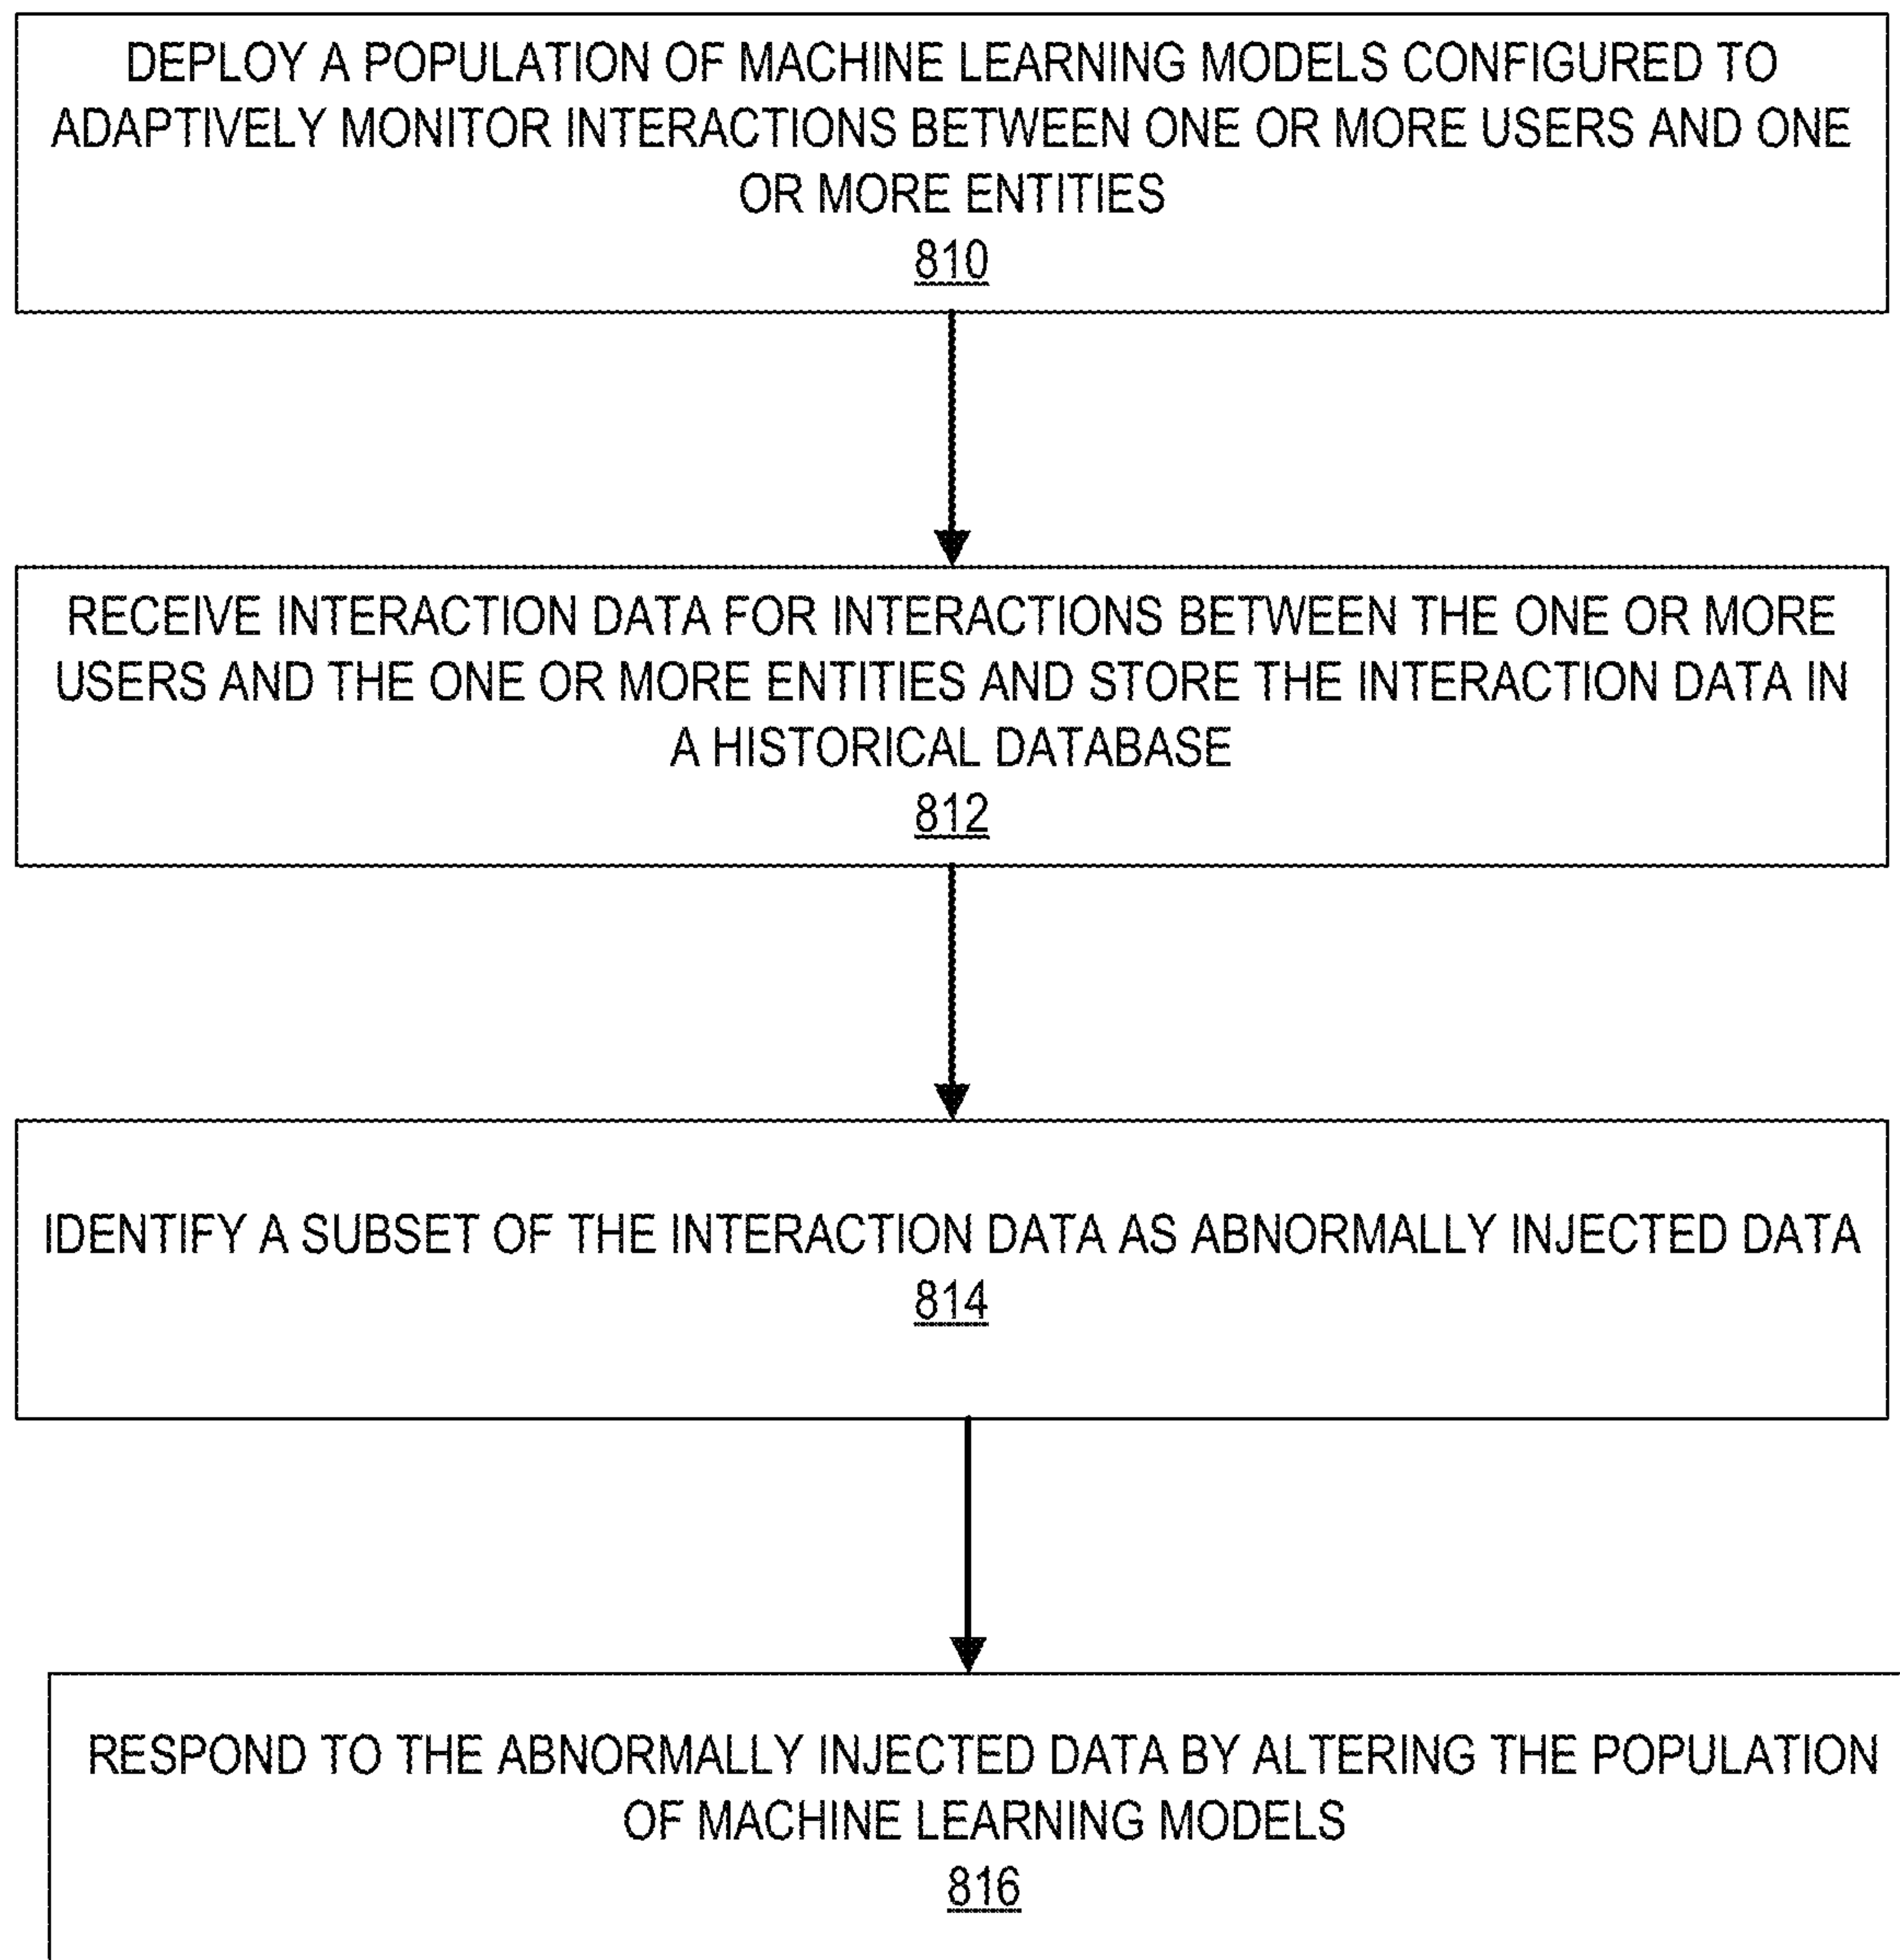 DEPLOY A POPULATION OF MACHINE LEARNING MODELS CONFIGURED TO
ADAPTIVELY MONITOR INTERACTIONS BETWEEN ONE OR MORE USERS AND ONE
OR MORE ENTITIES
810
RECEIVE INTERACTION DATA FOR INTERACTIONS BETWEEN THE ONE OR MORE
USERS AND THE ONE OR MORE ENTITIES AND STORE THE INTERACTION DATA IN
A HISTORICAL DATABASE
812
IDENTIFY A SUBSET OF THE INTERACTION DATA AS ABNORMALLY INJECTED DATA
814
RESPOND TO THE ABNORMALLY INJECTED DATA BY ALTERING THE POPULATION
OF MACHINE LEARNING MODELS
816